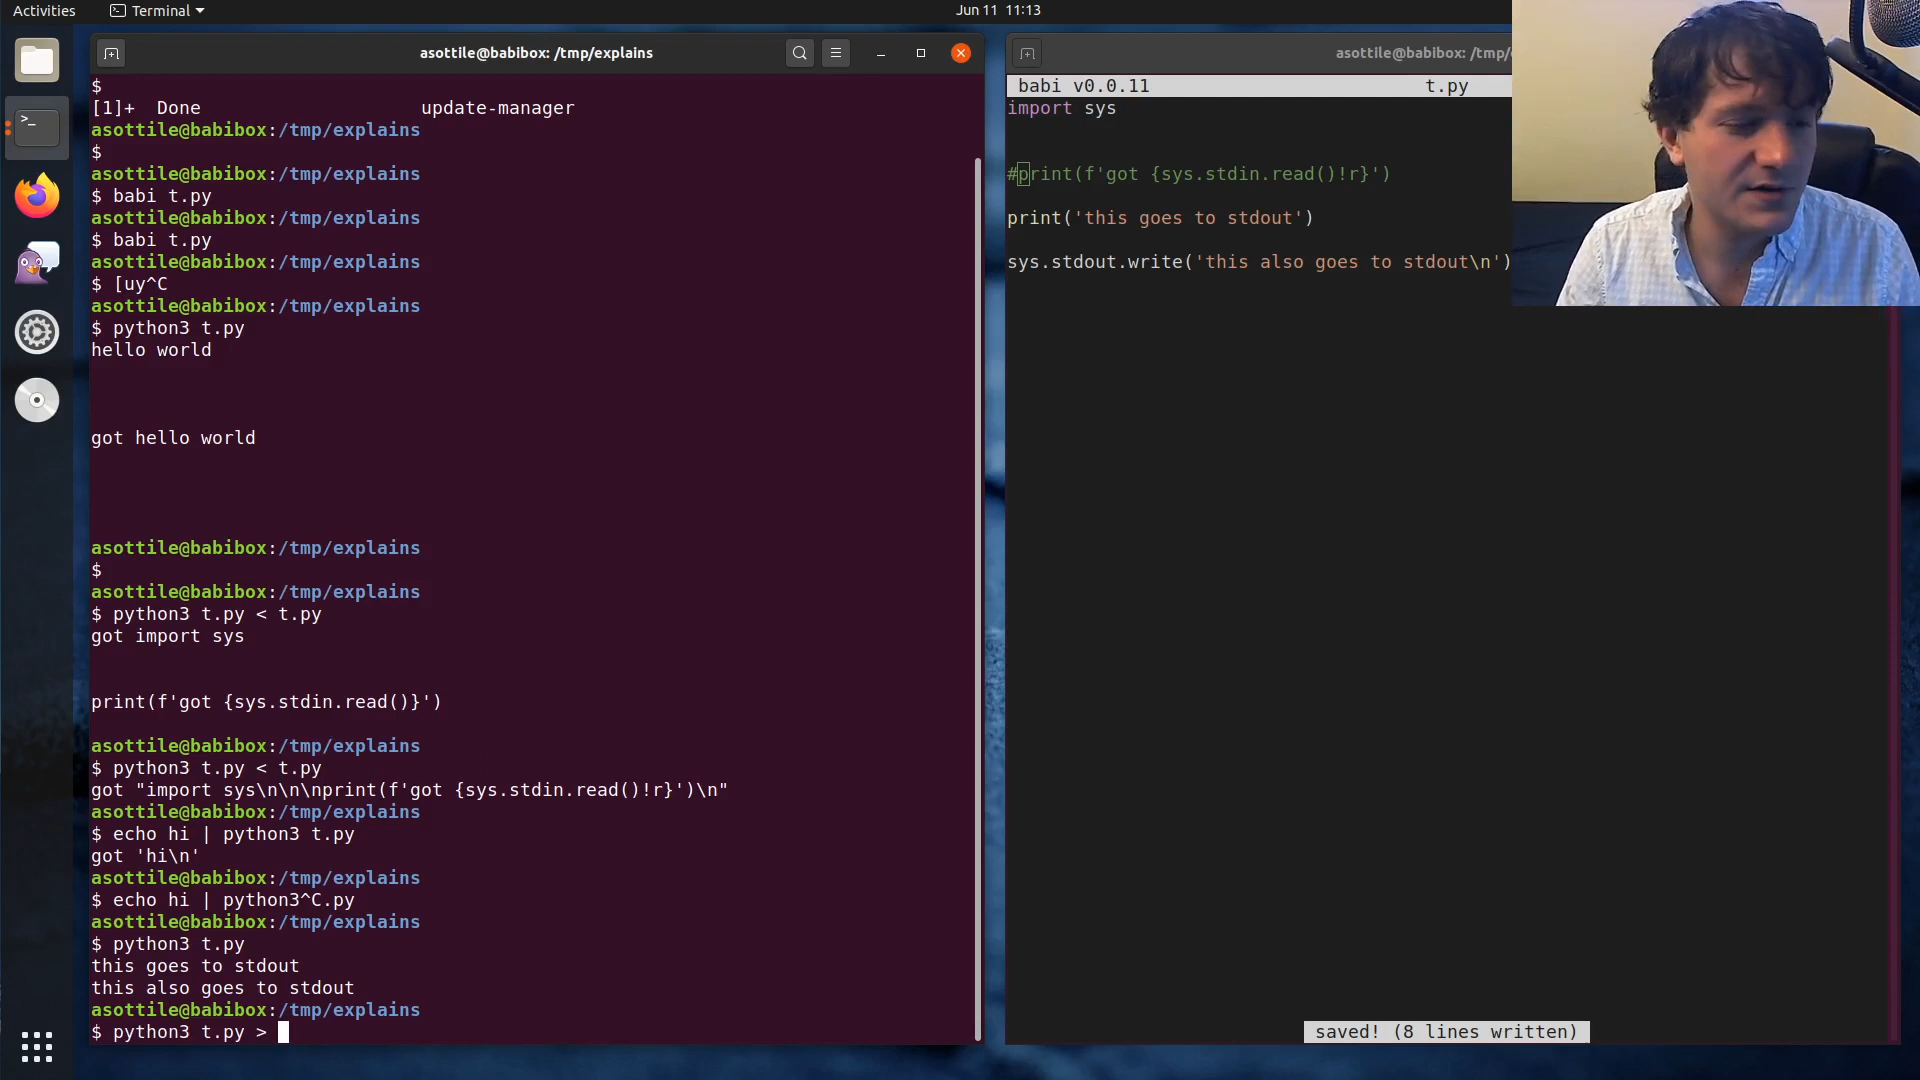 Activities
Terminal
Jun 11 11:13
asottile@babibox: /tmp/explains
$
[1]+ Done update-manager
asottile@babibox:/tmp/explains
$
asottile@babibox:/tmp/explains
$ babi t.py
asottile@babibox:/tmp/explains
$ babi t.py
asottile@babibox:/tmp/explains
$ [uy^C
asottile@babibox:/tmp/explains
$ python3 t.py
hello world
got hello world
asottile@babibox:/tmp/explains
$
asottile@babibox:/tmp/explains
$ python3 t.py < t.py
got import sys
print(f'got {sys.stdin.read()}')
asottile@babibox:/tmp/explains
$ python3 t.py < t.py
got "import sys\n\n\nprint(f'got {sys.stdin.read()!r}')\n"
asottile@babibox:/tmp/explains
$ echo hi | python3 t.py
got 'hi\n'
asottile@babibox:/tmp/explains
$ echo hi | python3^C.py
asottile@babibox:/tmp/explains
$ python3 t.py
this goes to stdout
this also goes to stdout
asottile@babibox:/tmp/explains
$ python3 t.py >
asottile@babibox: /tmp/
babi v0.0.11 t.py
import sys
#print(f'got {sys.stdin.read()!r}')
print('this goes to stdout')
sys.stdout.write('this also goes to stdout\n')
saved! (8 lines written)